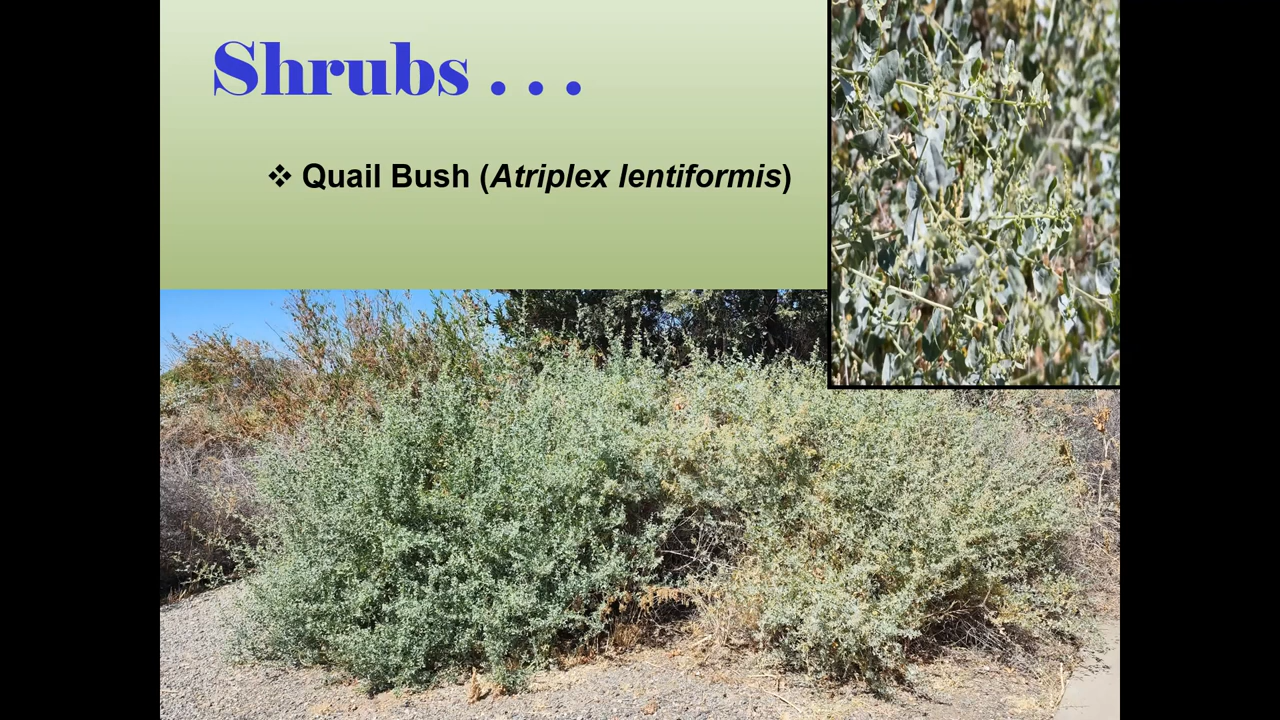 Shrubs . . .
❖ Quail Bush (Atriplex lentiformis)